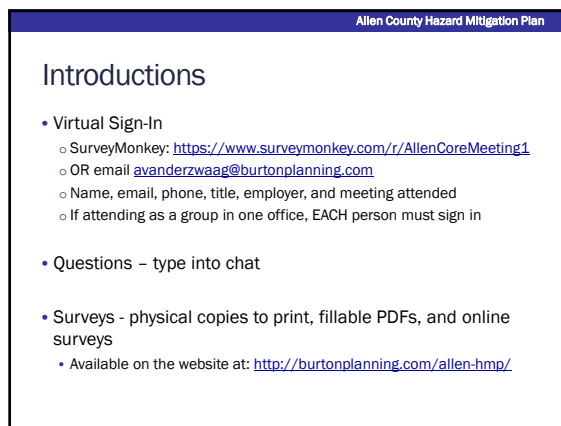 Allen County Hazard Mitigation Plan
Introductions
• Virtual Sign-In
o SurveyMonkey: https://www.surveymonkey.com/r/AllenCoreMeeting1
o OR email avanderzwaag@burtonplanning.com
o Name, email, phone, title, employer, and meeting attended
o If attending as a group in one office, EACH person must sign in
• Questions – type into chat
• Surveys - physical copies to print, fillable PDFs, and online
surveys
• Available on the website at: http://burtonplanning.com/allen-hmp/